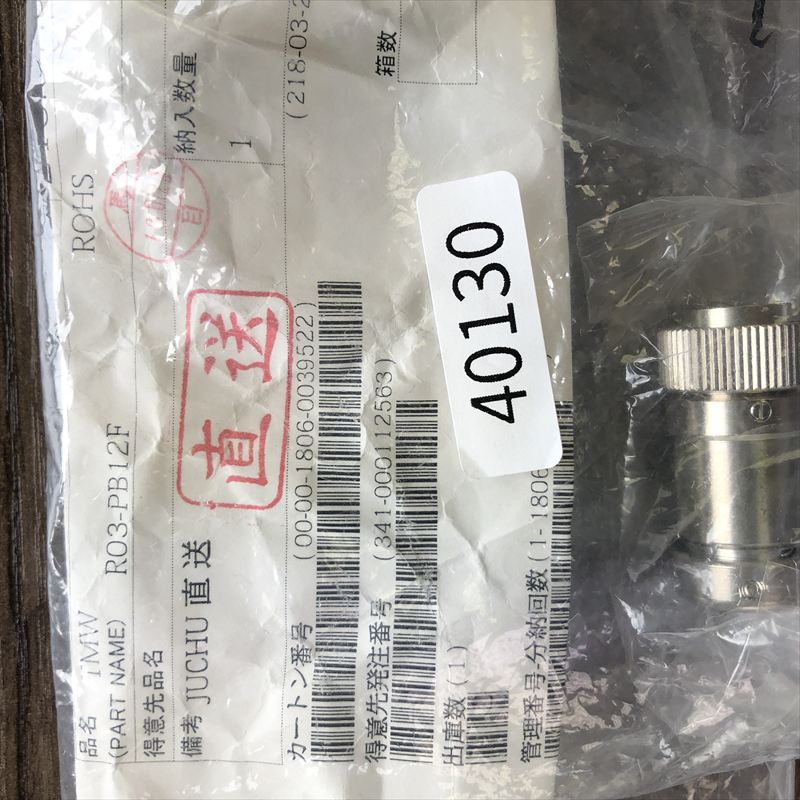 品名 1MW
(PART NAME) R03-PB12F ROHS
得意先品名
備考 JUCHU 直送
直送
納入数量
1
カートン番号
(00-00-1806-0039522)
(218-03-2
得意先発注番号 (341-000112563)
箱数
出庫数 (1)
管理番号-分納回数 (1-1806
40130